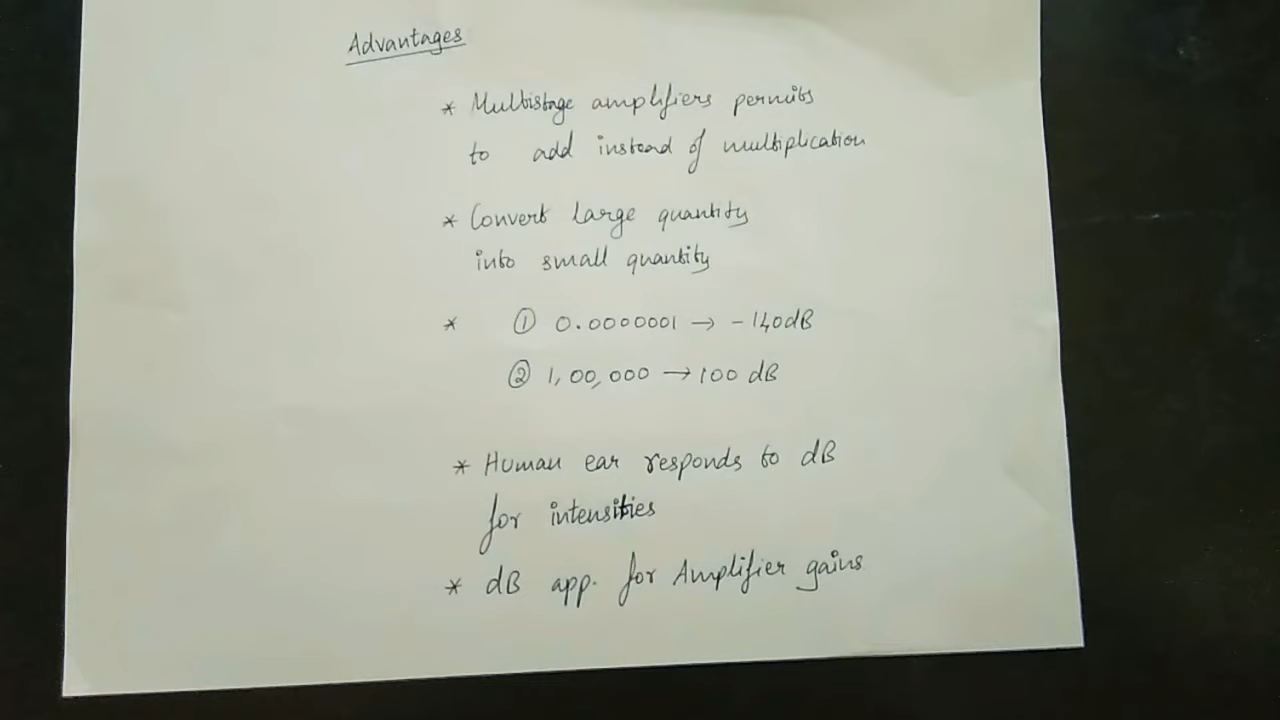 Advantages
* Multistage amplifiers permits
to add instead of multiplication
* Convert large quantity
into small quantity
* ① 0.0000001 → - 140dB
② 1,00,000 → 100 dB
* Human ear responds to dB
for intensities
* dB app. for Amplifier gains